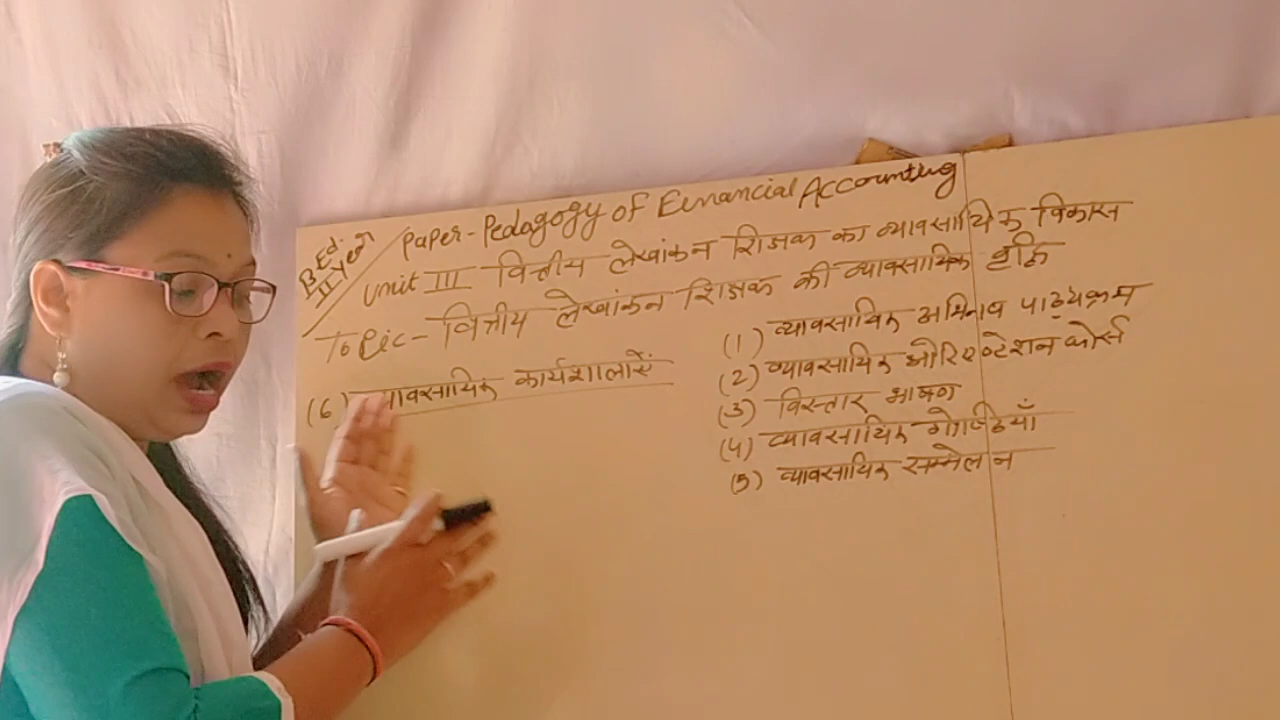 B.Ed.
II Year
Paper- Pedagogy of Financial Accounting
Unit III वित्तीय लेखांकन शिक्षक का व्यावसायिक विकास
Topic- वित्तीय लेखांकन शिक्षक की व्यावसायिक वृद्धि
(1) व्यावसायिक अभिनव पाठ्यक्रम
(2) व्यावसायिक ओरिएण्टेशन कोर्स
(3) विस्तार भाषण
(4) व्यावसायिक गोष्ठियाँ
(5) व्यावसायिक सम्मेलन
(6) व्यावसायिक कार्यशालाएँ